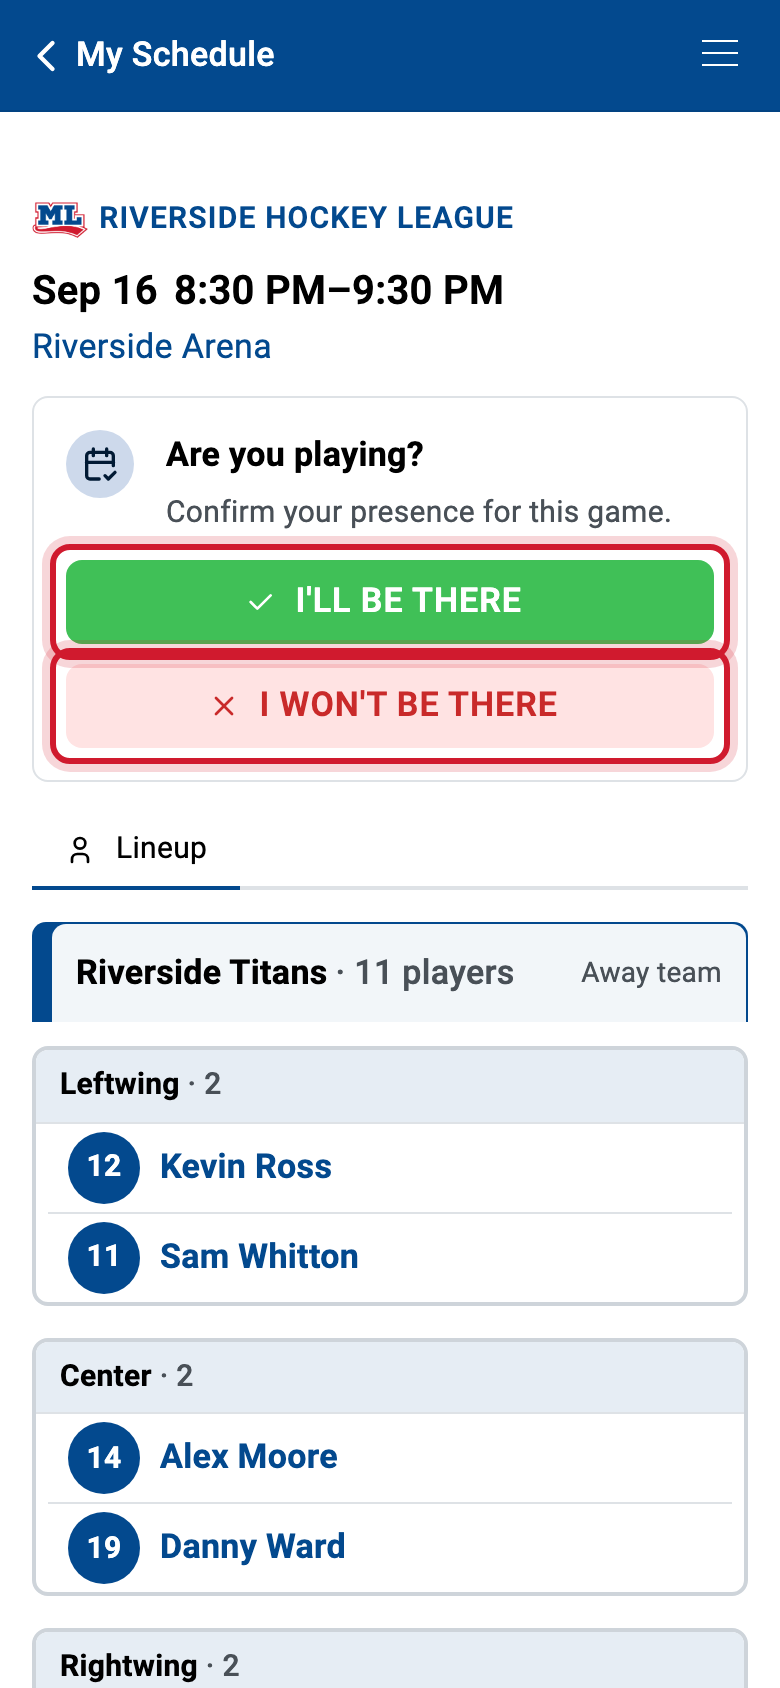 My Schedule
ML RIVERSIDE HOCKEY LEAGUE
Sep 16 8:30 PM–9:30 PM
Riverside Arena
Are you playing?
Confirm your presence for this game.
I'LL BE THERE
I WON'T BE THERE
Lineup
Riverside Titans · 11 players Away team
Leftwing · 2
12 Kevin Ross
11 Sam Whitton
Center · 2
14 Alex Moore
19 Danny Ward
Rightwing · 2